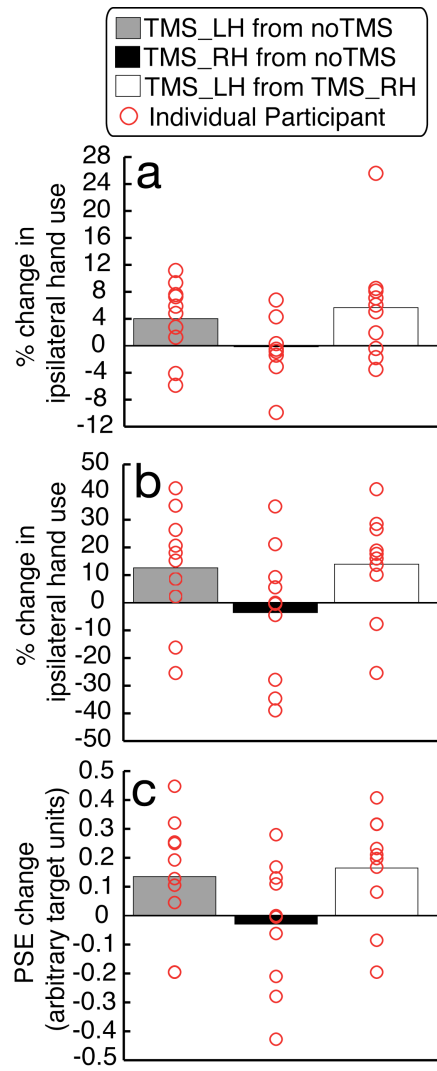 TMS_LH from noTMS
TMS_RH from noTMS
TMS_LH from TMS_RH
Individual Participant
a
% change in
ipsilateral hand use
28
24
20
16
12
8
4
0
-4
-8
-12
b
% change in
ipsilateral hand use
50
40
30
20
10
0
-10
-20
-30
-40
-50
c
PSE change
(arbitrary target units)
0.5
0.4
0.3
0.2
0.1
0
-0.1
-0.2
-0.3
-0.4
-0.5